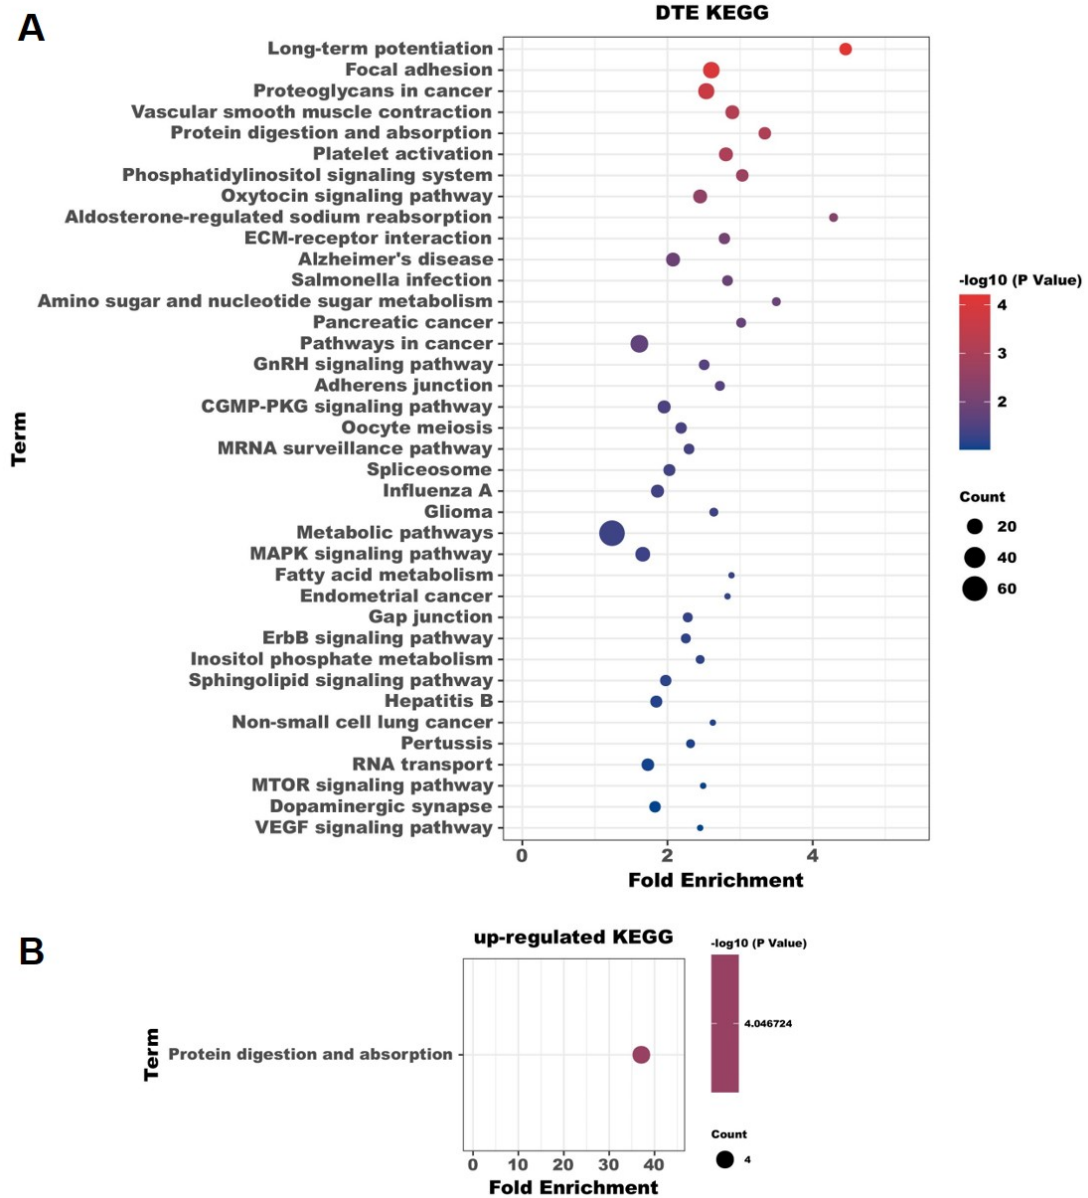 A
DTE KEGG
Long-term potentiation
Focal adhesion
Proteoglycans in cancer
Vascular smooth muscle contraction
Protein digestion and absorption
Platelet activation
Phosphatidylinositol signaling system
Oxytocin signaling pathway
Aldosterone-regulated sodium reabsorption
ECM-receptor interaction
Alzheimer's disease
Salmonella infection
Amino sugar and nucleotide sugar metabolism
Pancreatic cancer
Pathways in cancer
GnRH signaling pathway
Adherens junction
CGMP-PKG signaling pathway
Oocyte meiosis
MRNA surveillance pathway
Spliceosome
Influenza A
Glioma
Metabolic pathways
MAPK signaling pathway
Fatty acid metabolism
Endometrial cancer
Gap junction
ErbB signaling pathway
Inositol phosphate metabolism
Sphingolipid signaling pathway
Hepatitis B
Non-small cell lung cancer
Pertussis
RNA transport
MTOR signaling pathway
Dopaminergic synapse
VEGF signaling pathway
Term
0 2 4
Fold Enrichment
-log10 (P Value)
4
3
2
Count
20
40
60
B
up-regulated KEGG
Term
Protein digestion and absorption
0 10 20 30 40
Fold Enrichment
-log10 (P Value)
4.046724
Count
4